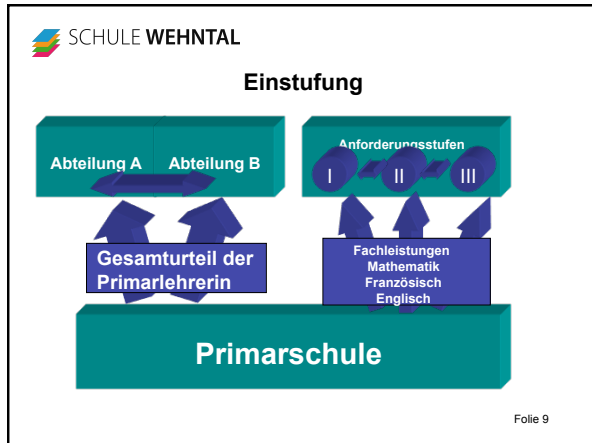 SCHULE WEHNTAL
Einstufung
Abteilung A
Abteilung B
Anforderungsstufen
I
II
III
Gesamturteil der
Primarlehrerin
Fachleistungen
Mathematik
Französisch
Englisch
Primarschule
Folie 9